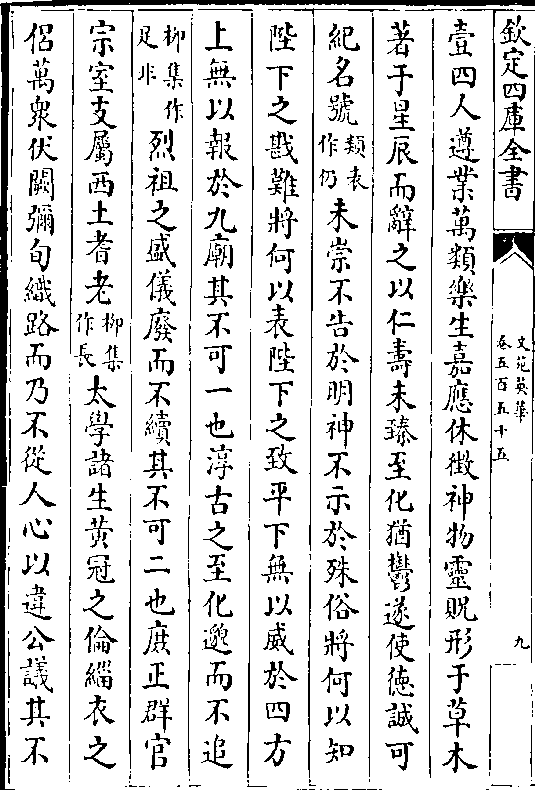 欽定四庫全書
文苑英華
卷五百五十五
九
壹四人遵業萬類樂生嘉應休徵神物靈貺形于草木
著于星辰而辭之以仁壽未臻至化猶鬱遂使徳誠可
紀名號類表作仍未崇不告於明神不示於殊俗將何以知
陛下之戡難將何以表陛下之致平下無以威於四方
上無以報於九廟其不可一也淳古之至化邈而不追
柳集作足非烈祖之盛儀廢而不續其不可二也庶正群官
宗室支屬西土耆老柳集作長太學諸生黄冠之倫緇衣之
侣萬衆伏闕彌旬織路而乃不從人心以違公議其不